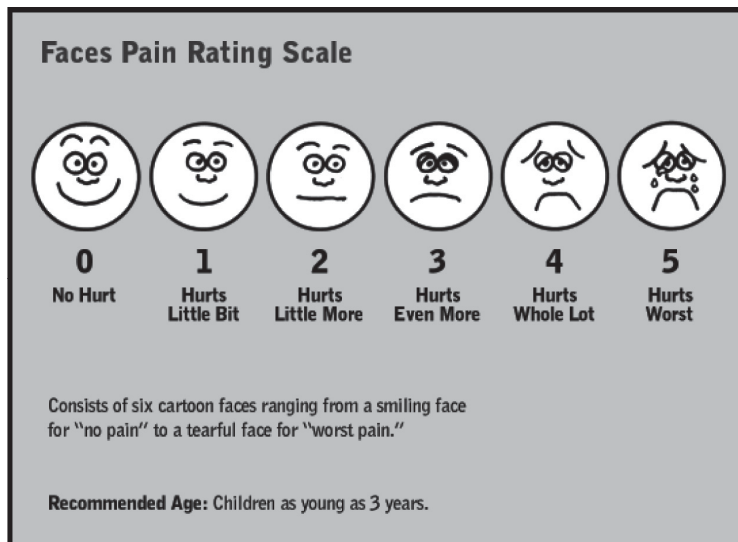 Faces Pain Rating Scale
0 1 2 3 4 5
No Hurt Hurts Hurts Hurts Hurts Hurts
Little Bit Little More Even More Whole Lot Worst
Consists of six cartoon faces ranging from a smiling face
for "no pain" to a tearful face for "worst pain."
Recommended Age: Children as young as 3 years.